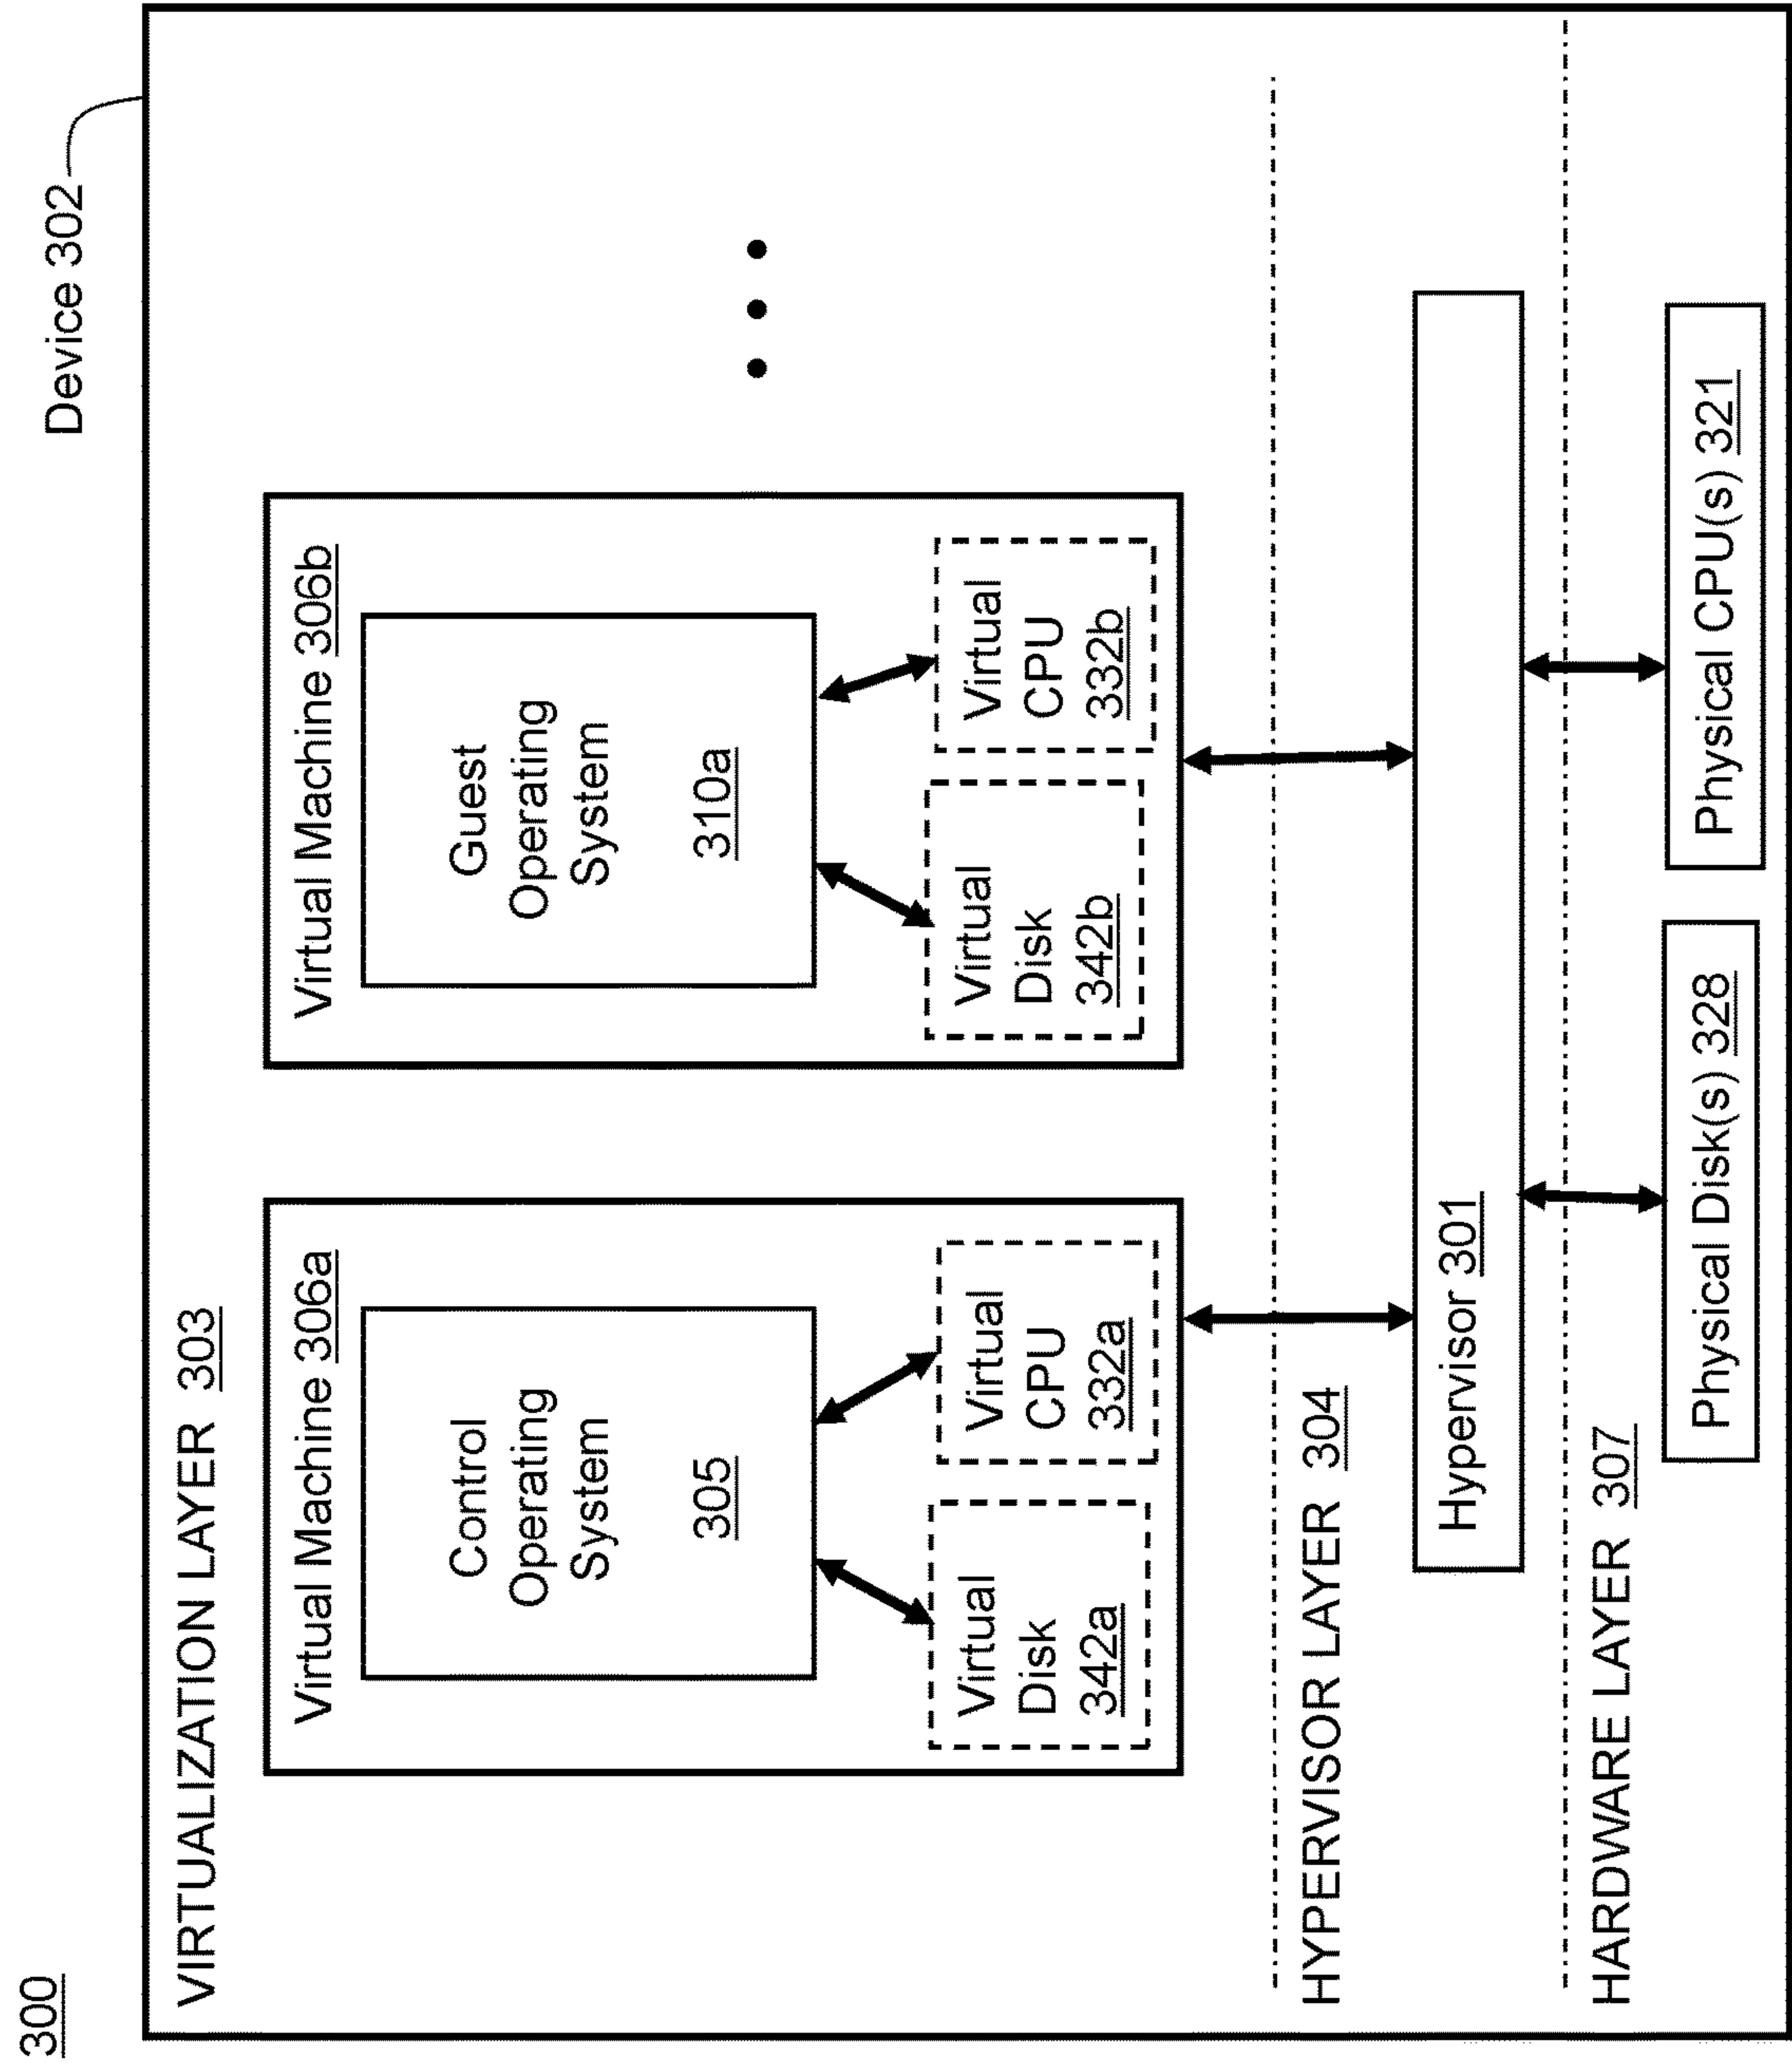 300
Device 302
VIRTUALIZATION LAYER 303
Virtual Machine 306a
Control
Operating
System
305
Virtual
Disk
342a
Virtual
CPU
332a
Virtual Machine 306b
Guest
Operating
System
310a
Virtual
Disk
342b
Virtual
CPU
332b
HYPERVISOR LAYER 304
Hypervisor 301
HARDWARE LAYER 307
Physical Disk(s) 328
Physical CPU(s) 321